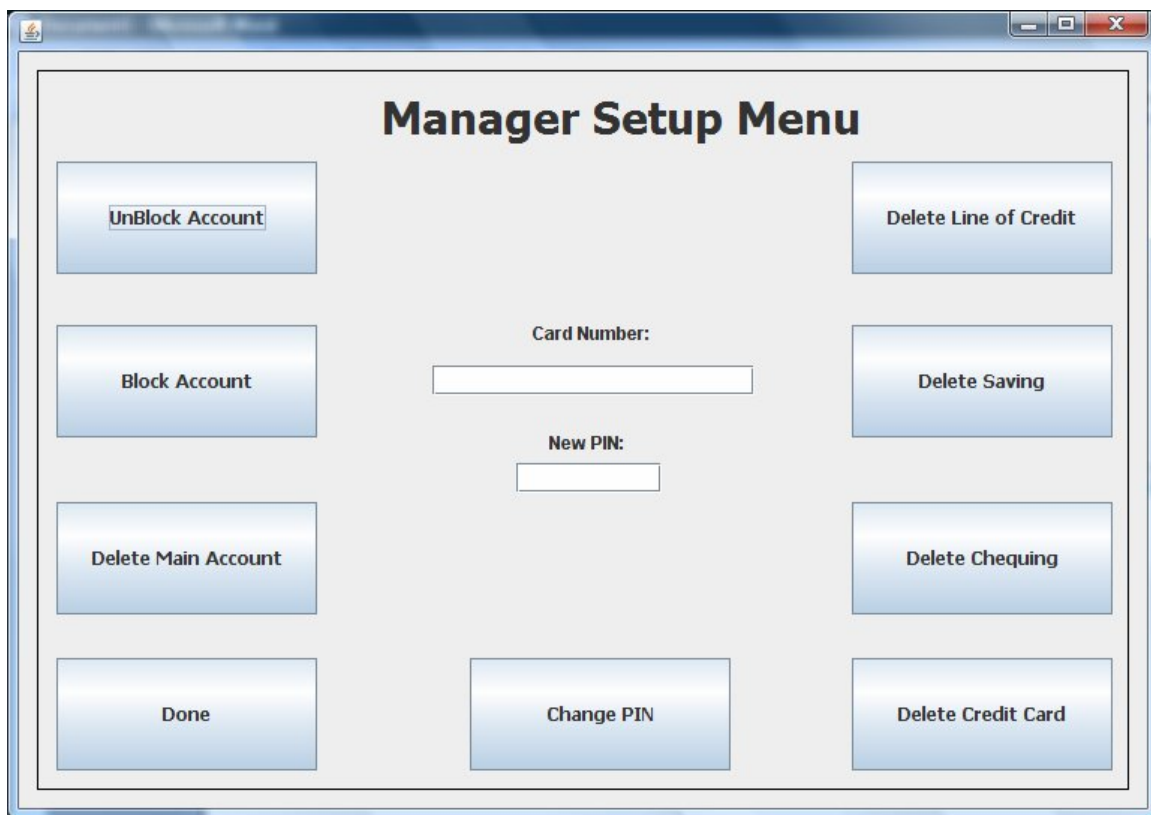 Manager Setup Menu
UnBlock Account
Delete Line of Credit
Card Number:
Block Account
Delete Saving
New PIN:
Delete Main Account
Delete Chequing
Done
Change PIN
Delete Credit Card